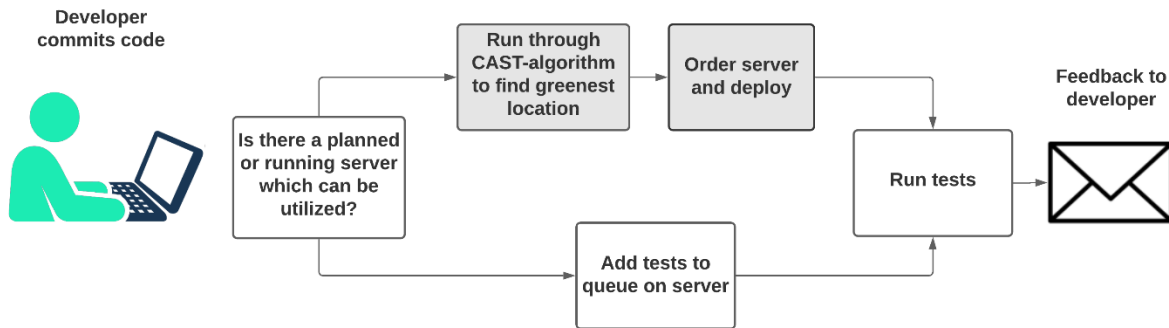 Developer
commits code
Is there a planned
or running server
which can be
utilized?
Run through
CAST-algorithm
to find greenest
location
Order server
and deploy
Add tests to
queue on server
Run tests
Feedback to
developer